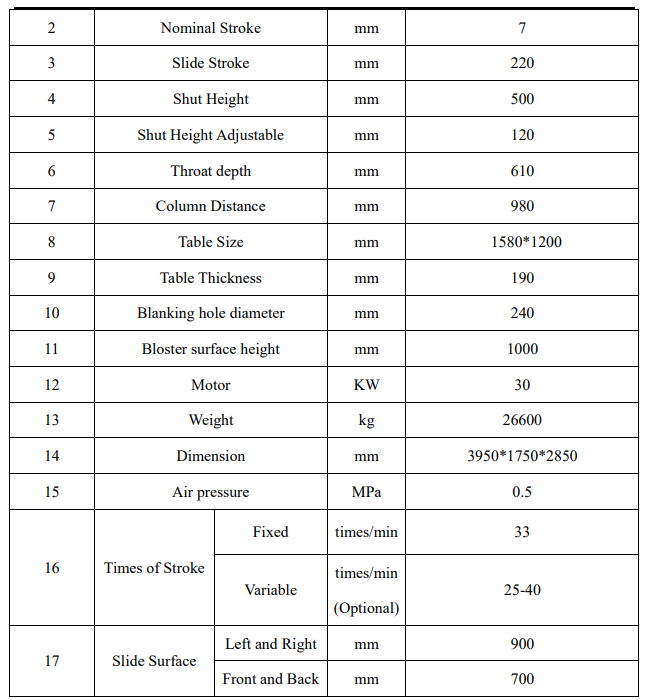 2 Nominal Stroke mm 7
3 Slide Stroke mm 220
4 Shut Height mm 500
5 Shut Height Adjustable mm 120
6 Throat depth mm 610
7 Column Distance mm 980
8 Table Size mm 1580*1200
9 Table Thickness mm 190
10 Blanking hole diameter mm 240
11 Bloster surface height mm 1000
12 Motor KW 30
13 Weight kg 26600
14 Dimension mm 3950*1750*2850
15 Air pressure MPa 0.5
16 Times of Stroke Fixed times/min 33
Variable times/min (Optional) 25-40
17 Slide Surface Left and Right mm 900
Front and Back mm 700